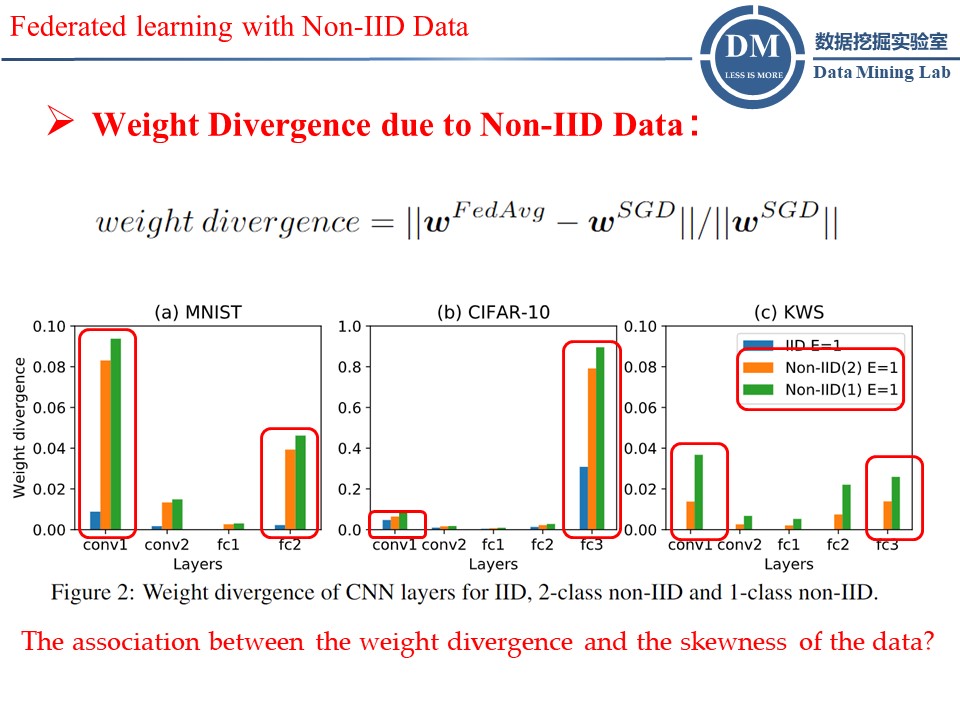 Federated learning with Non-IID Data
DM
LESS IS MORE
数据挖掘实验室
Data Mining Lab
➢ Weight Divergence due to Non-IID Data：
weight divergence = ||w^{FedAvg} − w^{SGD}||/||w^{SGD}||
(a) MNIST
Weight divergence
0.10
0.08
0.06
0.04
0.02
0.00
conv1 conv2 fc1 fc2
Layers
(b) CIFAR-10
1.0
0.8
0.6
0.4
0.2
0.0
conv1 conv2 fc1 fc2 fc3
Layers
(c) KWS
0.10
0.08
0.06
0.04
0.02
0.00
IID E=1
Non-IID(2) E=1
Non-IID(1) E=1
conv1 conv2 fc1 fc2 fc3
Layers
Figure 2: Weight divergence of CNN layers for IID, 2-class non-IID and 1-class non-IID.
The association between the weight divergence and the skewness of the data?